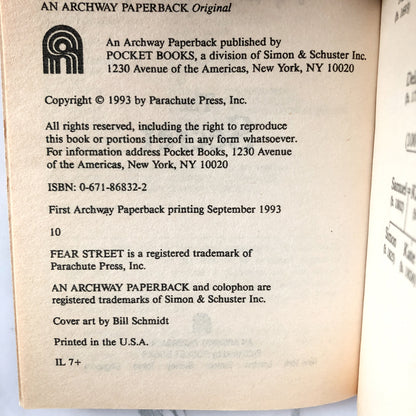 AN ARCHWAY PAPERBACK Original
An Archway Paperback published by
POCKET BOOKS, a division of Simon & Schuster Inc.
1230 Avenue of the Americas, New York, NY 10020
Copyright © 1993 by Parachute Press, Inc.
All rights reserved, including the right to reproduce
this book or portions thereof in any form whatsoever.
For information address Pocket Books, 1230 Avenue
of the Americas, New York, NY 10020
ISBN: 0-671-86832-2
First Archway Paperback printing September 1993
10
FEAR STREET is a registered trademark of
Parachute Press, Inc.
AN ARCHWAY PAPERBACK and colophon are
registered trademarks of Simon & Schuster Inc.
Cover art by Bill Schmidt
Printed in the U.S.A.
IL 7+
Samuel
Simon